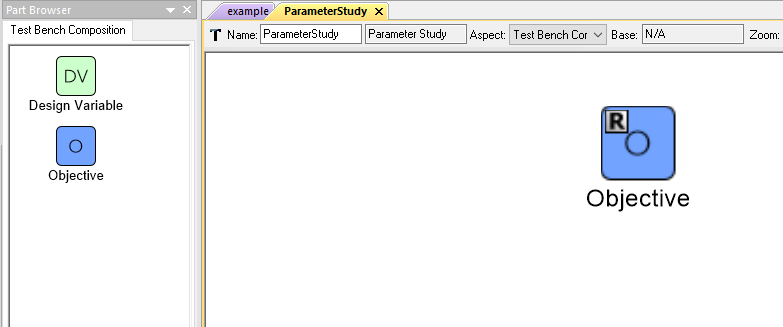 Part Browser
Test Bench Composition
DV
Design Variable
O
Objective
example
ParameterStudy
Name: ParameterStudy Parameter Study Aspect: Test Bench Cor Base: N/A Zoom:
R
O
Objective